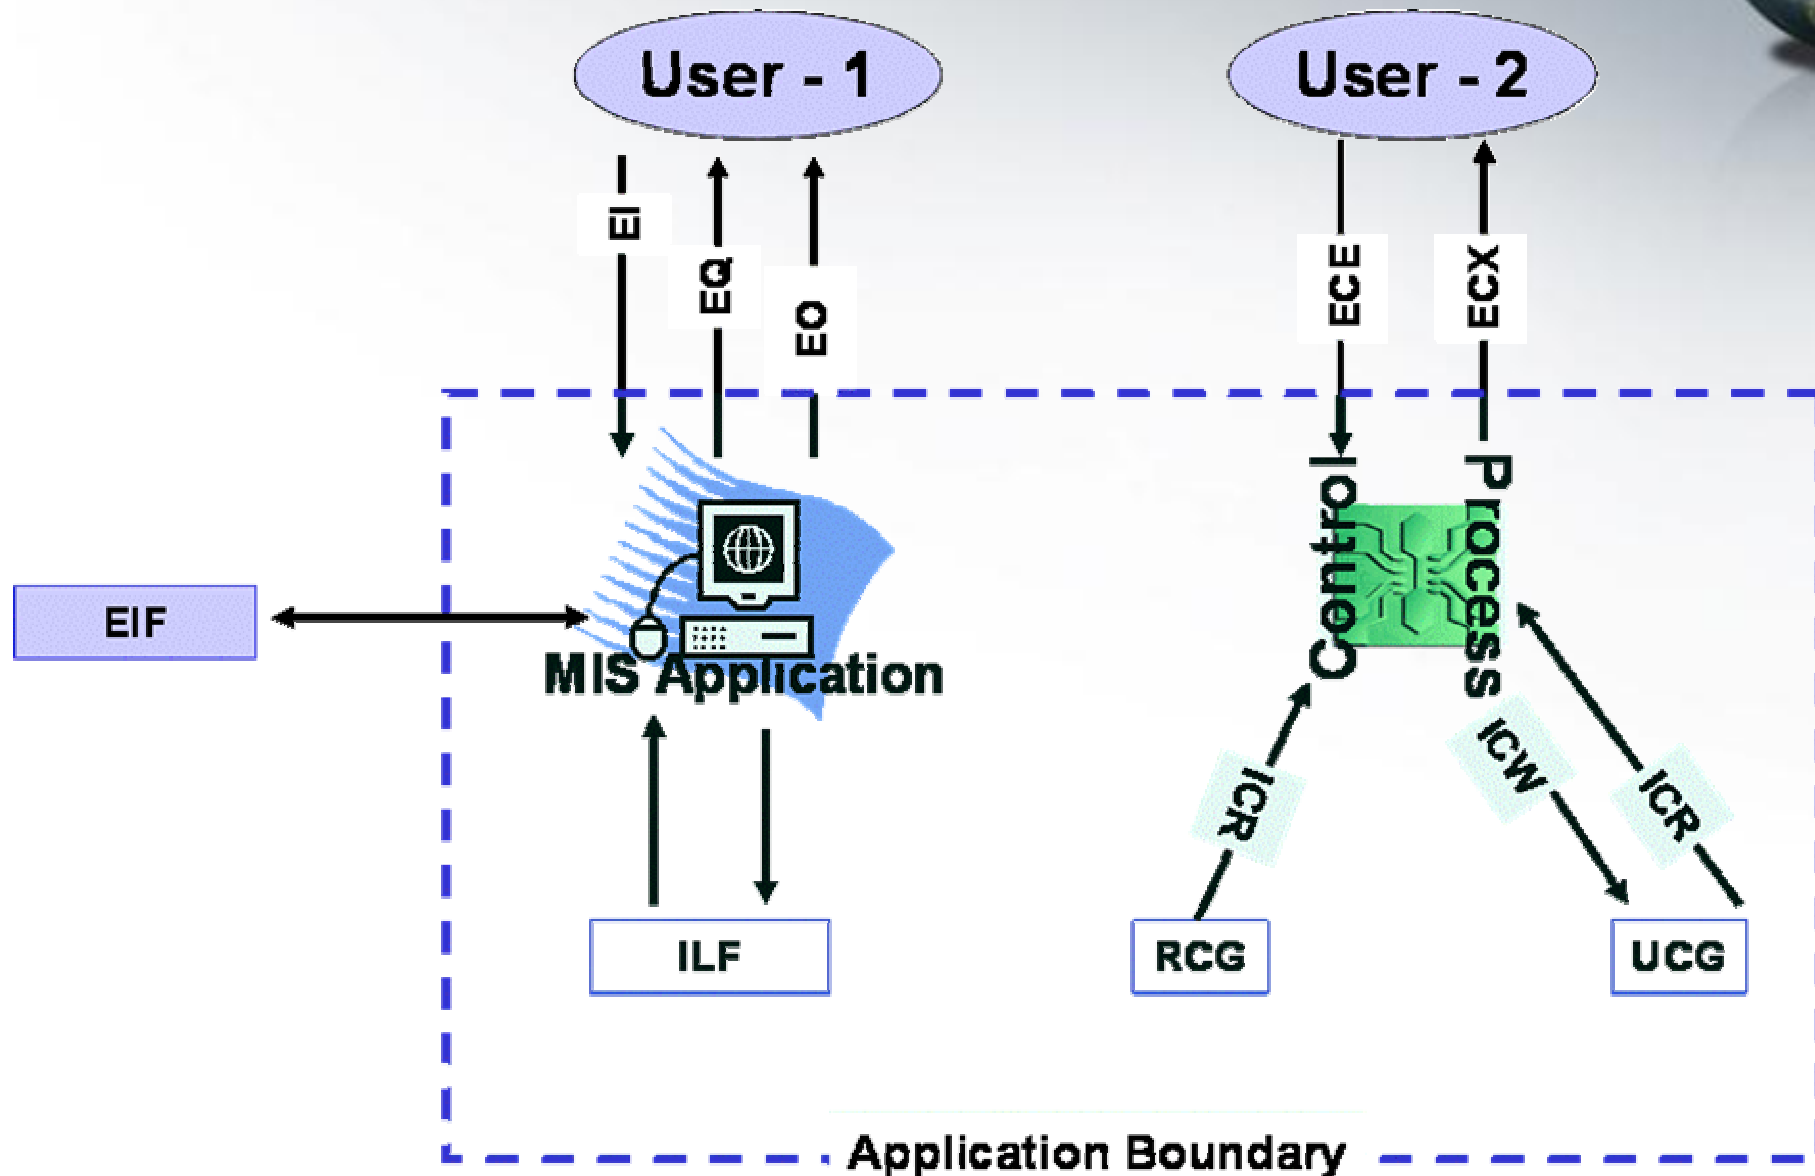 User - 1
User - 2
EI
EQ
EO
ECE
ECX
Control
Process
EIF
MIS Application
ICR
ICW
ICR
ILF
RCG
UCG
Application Boundary